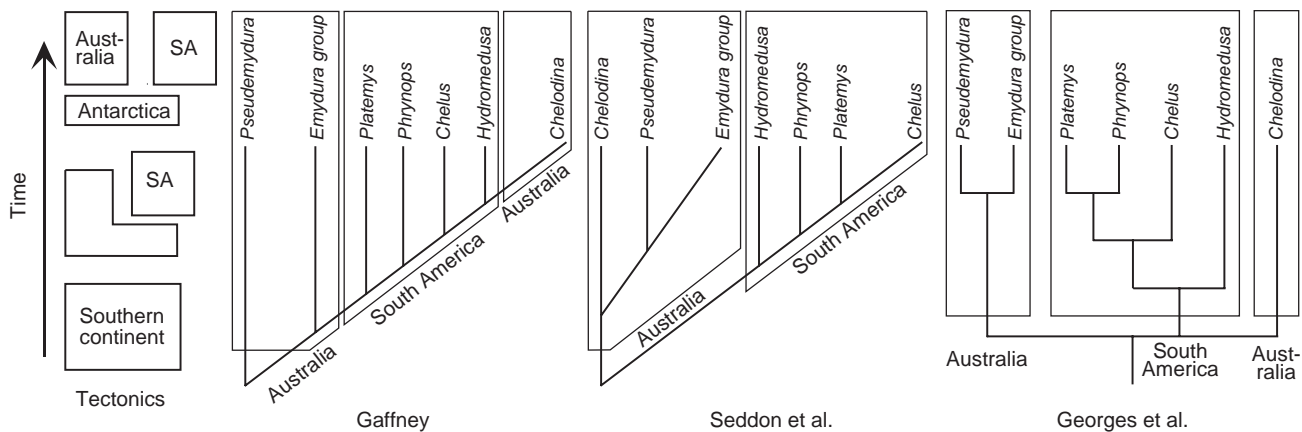 Time
Aust-
ralia
SA
Antarctica
SA
Southern
continent
Tectonics
Pseudemydura
Emydura group
Platemys
Phrynops
Chelus
Hydromedusa
Chelodina
Australia
South America
Australia
Gaffney
Chelodina
Pseudemydura
Emydura group
Hydromedusa
Phrynops
Platemys
Chelus
Australia
South America
Seddon et al.
Pseudemydura
Emydura group
Platemys
Phrynops
Chelus
Hydromedusa
Chelodina
Australia
South
America
Aust-
ralia
Georges et al.